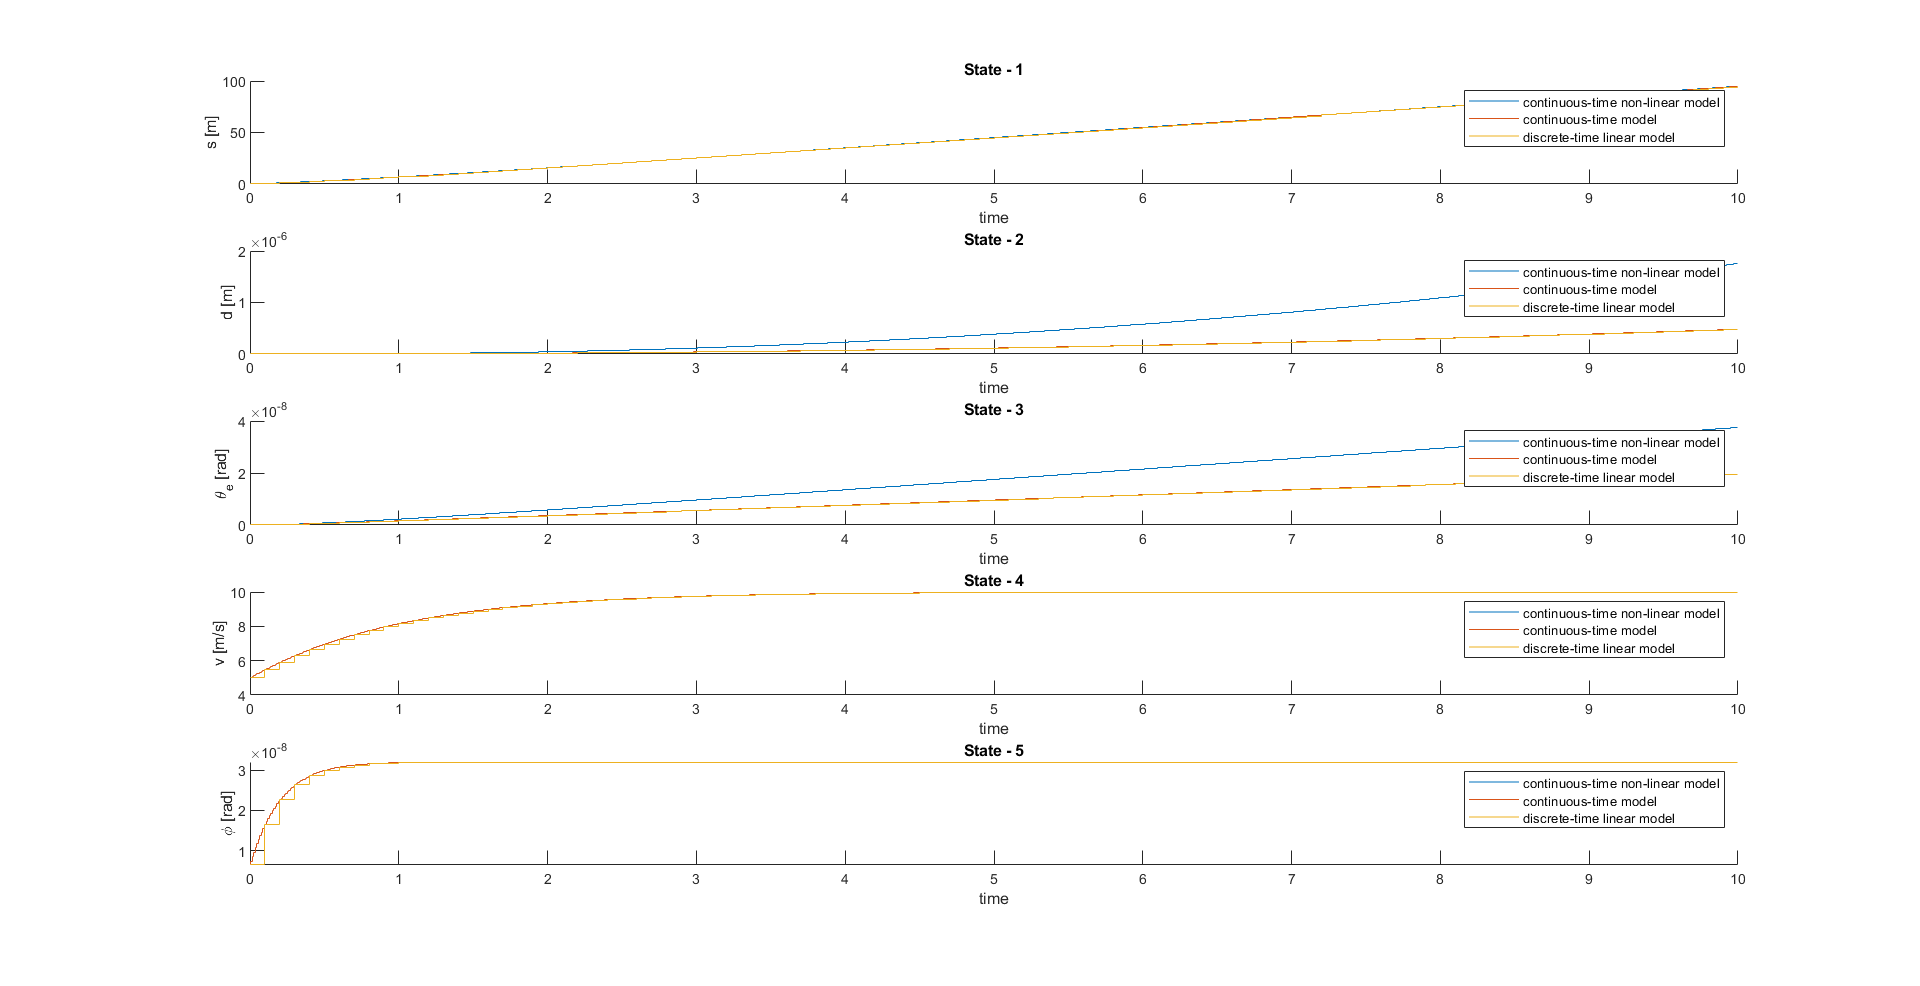 State - 1
100
50
0
s [m]
continuous-time non-linear model
continuous-time model
discrete-time linear model
0 1 2 3 4 5 6 7 8 9 10
time
State - 2
×10-6
2
1
0
d [m]
continuous-time non-linear model
continuous-time model
discrete-time linear model
0 1 2 3 4 5 6 7 8 9 10
time
State - 3
×10-8
4
2
0
θe [rad]
continuous-time non-linear model
continuous-time model
discrete-time linear model
0 1 2 3 4 5 6 7 8 9 10
time
State - 4
10
8
6
4
v [m/s]
continuous-time non-linear model
continuous-time model
discrete-time linear model
0 1 2 3 4 5 6 7 8 9 10
time
State - 5
×10-8
3
2
1
ϕ [rad]
continuous-time non-linear model
continuous-time model
discrete-time linear model
0 1 2 3 4 5 6 7 8 9 10
time